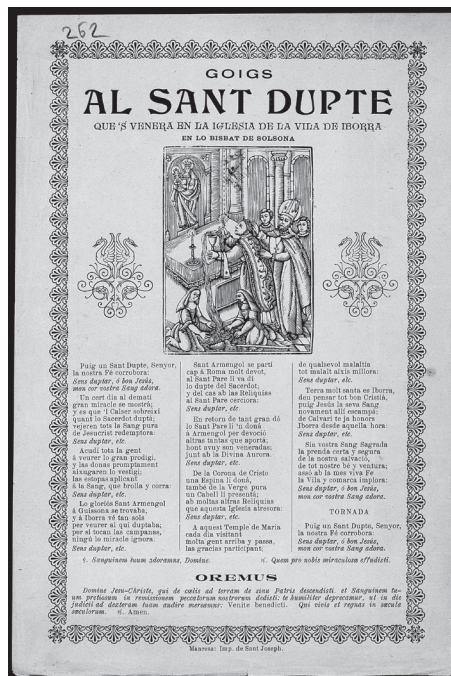 262
GOIGS
AL SANT DUPTE
QUE 'S VENERA EN LA IGLESIA DE LA VILA DE IBORRA
EN LO BISBAT DE SOLSONA
Puig un Sant Dupte, Senyor,
la nostra Fé corrobora:
Sens duptar, ó bon Jesús,
mon cor vostra Sang adora.
Un cert día al demati
gran miracle se mostrá;
y es que 'l Calser sobreixí
quant lo Sacerdot duptá;
vejeren tots la Sang pura
de Jesucrist redemptora:
Sens duptar, etc.
Acudí tota la gent
á veurer lo gran prodigi,
y las donas promptament
aixugaren lo vestigi;
las estopas aplicant
á la Sang, que brolla y corra:
Sens duptar, etc.
Lo gloriós Sant Armengol
á Guissona se trovaba,
y á Iborra vé tan sols
per veurer si qui duptaba;
per si tocan las campanas,
ningú lo miracle ignora:
Sens duptar, etc.
Sant Armengol se partí
cap á Roma molt devot,
al Sant Pare li va dí
lo dupte del Sacerdot;
y del cas ab las Reliquias
al Sant Pare cerciora:
Sens duptar, etc.
En retorn de tant gran dó
lo Sant Pare li 'n doná
á Armengol per devoció
altras tantas que aportá;
hont avuy son veneradas;
junt ab la Divina Aurora.
Sens duptar, etc.
De la Corona de Cristo
una Espina li doná,
també de la Verge pura
un Cabell li presentá;
ab moltas altras Reliquias
que aquesta Iglesia atresora:
Sens duptar, etc.
A aquest Temple de Maria
cada día visitant
molta gent arriba y passa,
las gracias participant;
de qualsevol malaltia
tot malalt aixís millora:
Sens duptar, etc.
Terra molt santa es Iborra,
deu pensar tot bon Cristiá,
puig Jesús la seva Sang
novament allí escampá;
de Calvari te ja honors
Iborra desde aquella hora:
Sens duptar, etc.
Sía vostra Sang Sagrada
la prenda certa y segura
de la nostra salvació,
de tot nostre bé y ventura;
assó ab la mes viva Fe
la Vila y comarca implora:
Sens duptar, ó bon Jesús,
mon cor vostra Sang adora.
TORNADA
Puig un Sant Dupte, Senyor,
la nostra Fé corrobora:
Sens duptar, ó bon Jesús,
mon cor vostra Sang adora.
℣. Sanguinem tuum adoramus, Domine. ℟. Quem pro nobis miraculose effudisti.
OREMUS
Domine Jesu-Christe, qui de cœlis ad terram de sinu Patris descendisti, et Sanguinem tu-
um pretiosum in remissionem peccatorum nostrorum dedisti: te humiliter deprecamur, ut in die
judicii ad dexteram tuam audire mereamur: Venite benedicti. Qui vivis et regnas in sæcula
sæculorum. ℟. Amen.
Manresa: Imp. de Sant Joseph.